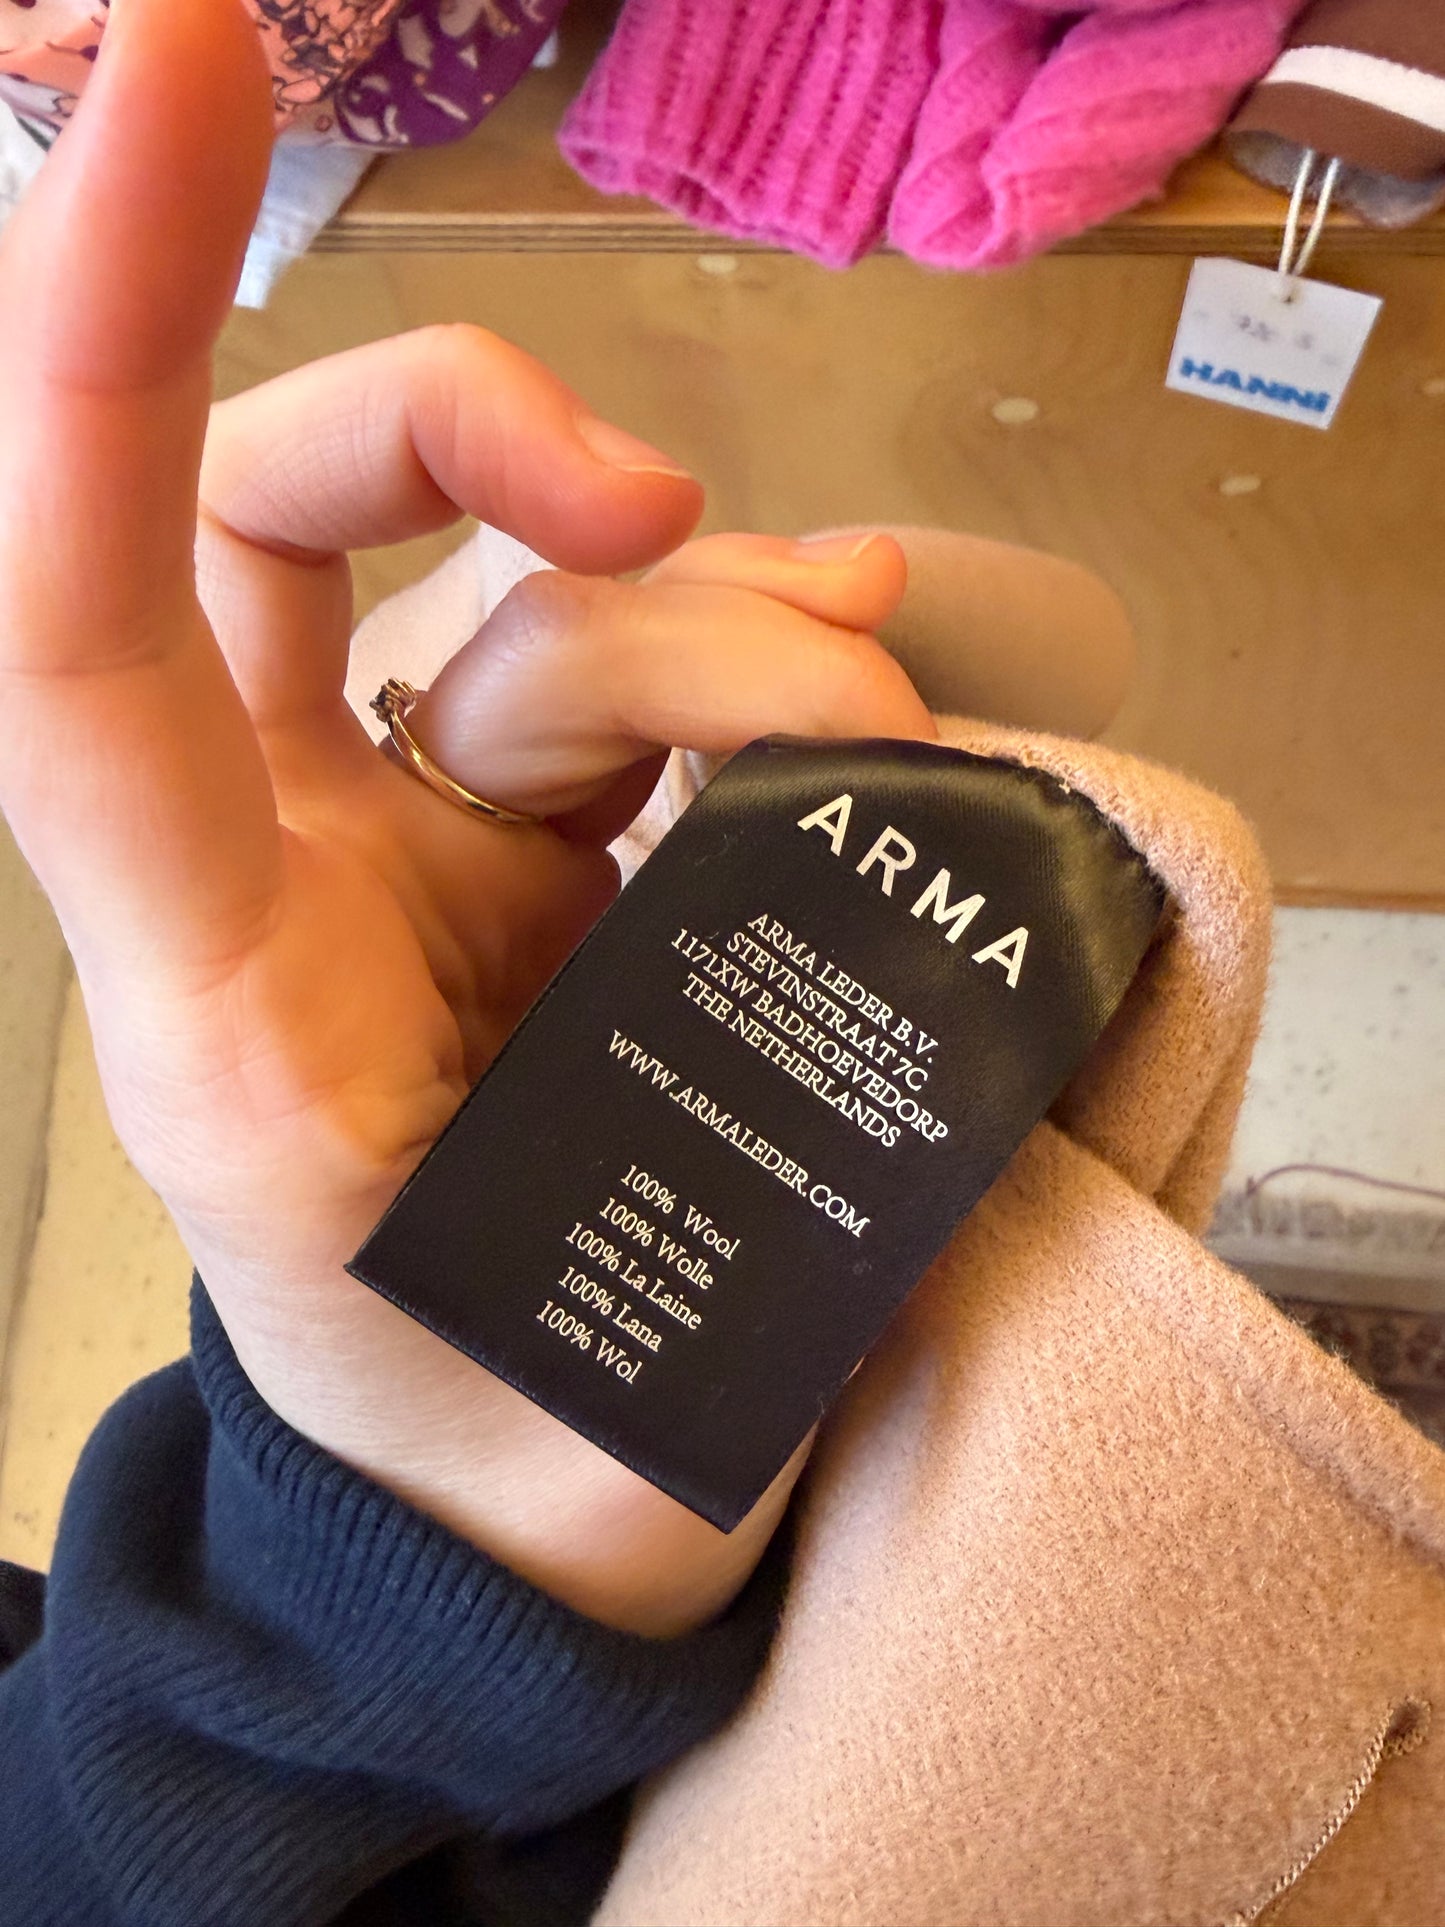 HANNI
ARMA
ARMA LEDER B.V.
STEVINSTRAAT 7C
1171XW BADHOEVEDORP
THE NETHERLANDS
WWW.ARMALEDER.COM
100% Wool
100% Wolle
100% La Laine
100% Lana
100% Wol